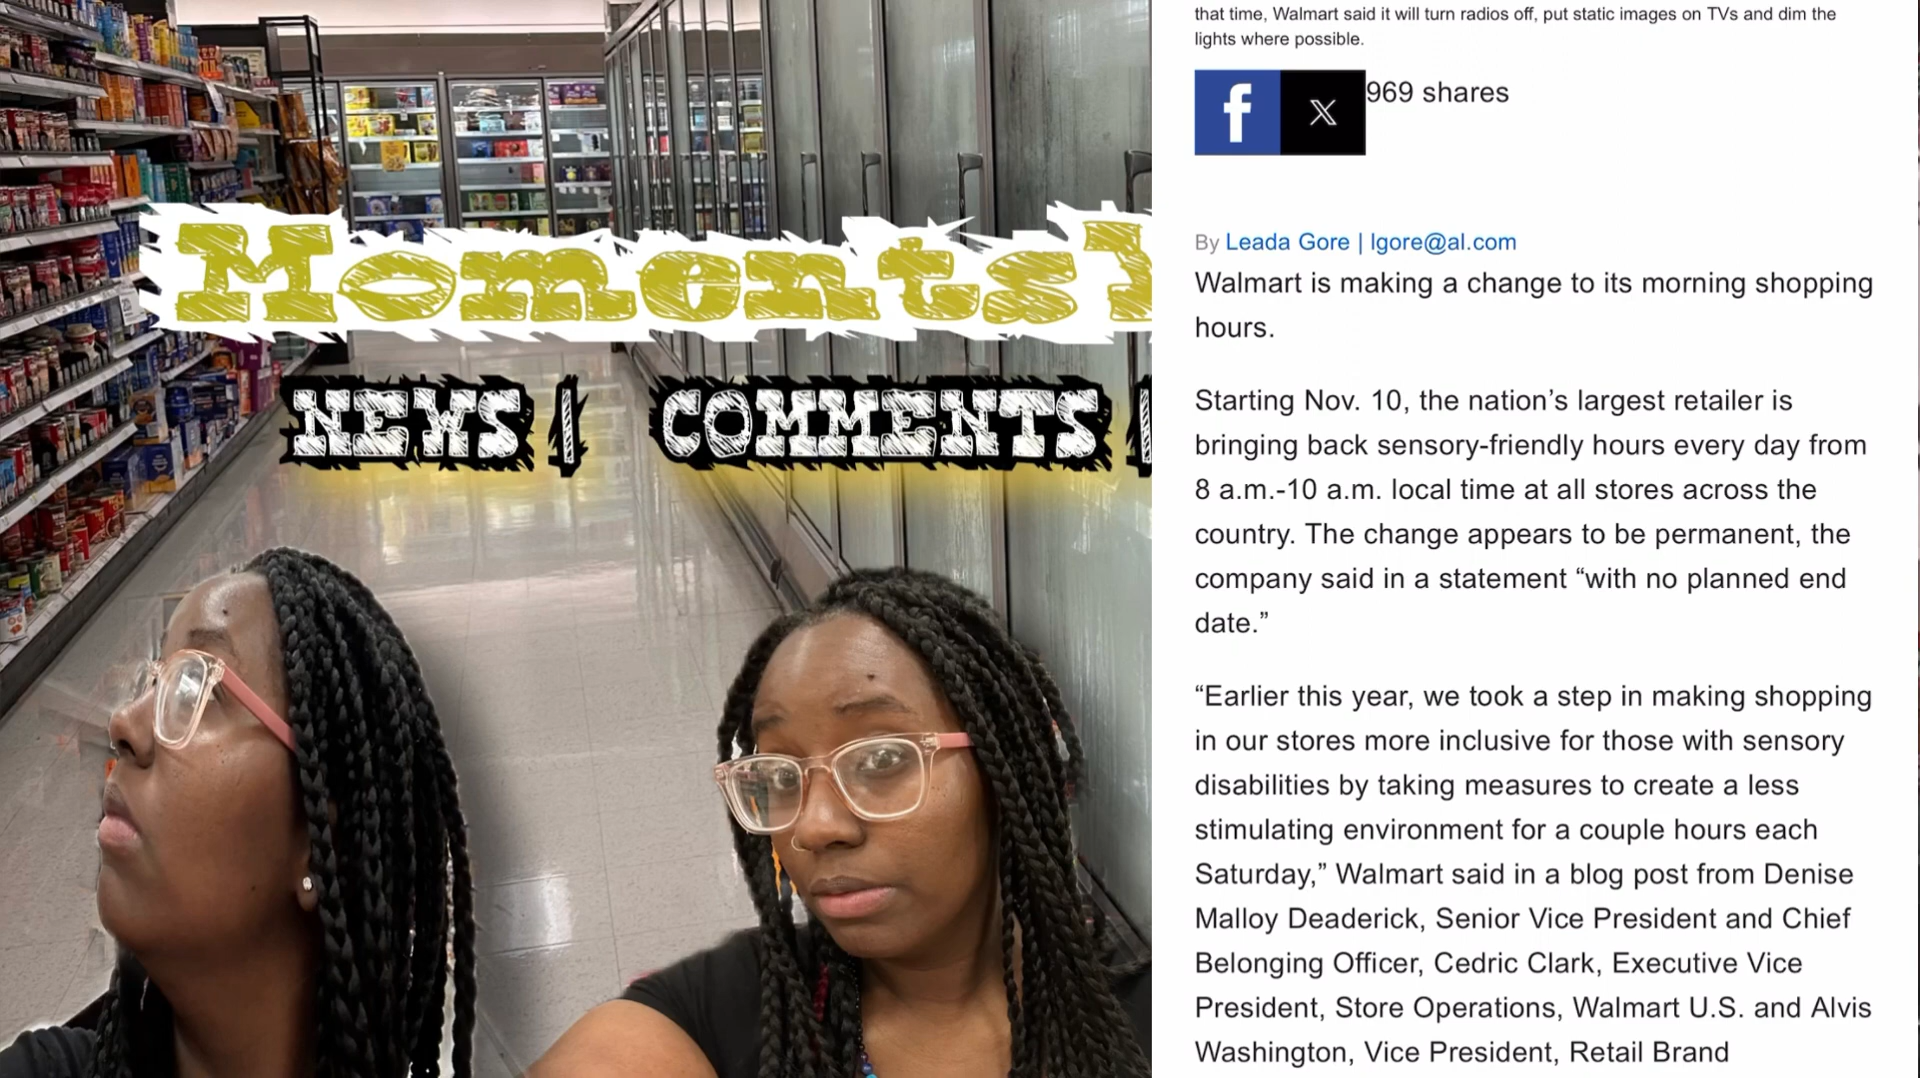 Moments
NEWS |
COMMENTS |
that time, Walmart said it will turn radios off, put static images on TVs and dim the
lights where possible.
f X 969 shares
By Leada Gore | lgore@al.com
Walmart is making a change to its morning shopping
hours.
Starting Nov. 10, the nation’s largest retailer is
bringing back sensory-friendly hours every day from
8 a.m.-10 a.m. local time at all stores across the
country. The change appears to be permanent, the
company said in a statement “with no planned end
date.”
“Earlier this year, we took a step in making shopping
in our stores more inclusive for those with sensory
disabilities by taking measures to create a less
stimulating environment for a couple hours each
Saturday,” Walmart said in a blog post from Denise
Malloy Deaderick, Senior Vice President and Chief
Belonging Officer, Cedric Clark, Executive Vice
President, Store Operations, Walmart U.S. and Alvis
Washington, Vice President, Retail Brand